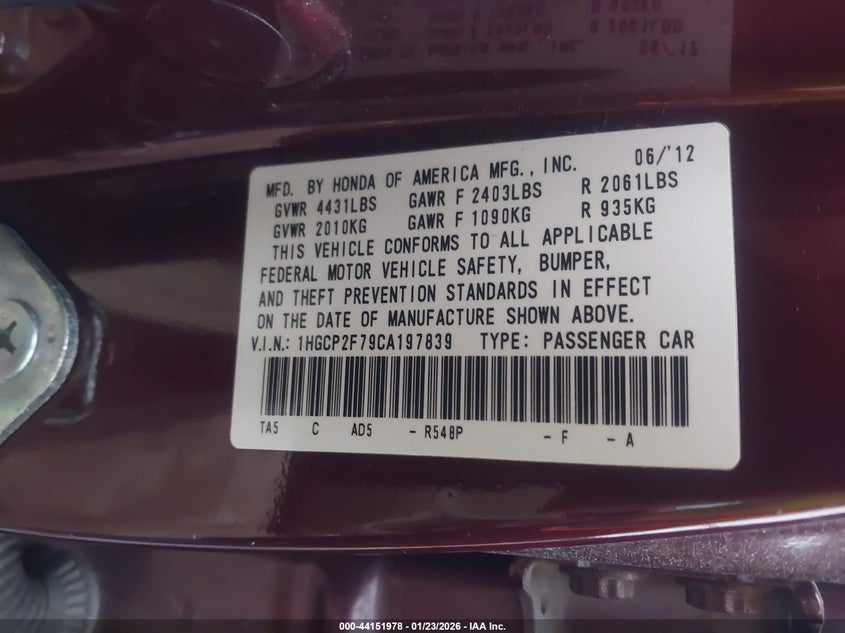 MFD. BY HONDA OF AMERICA MFG., INC. 06/'12
GVWR 4431LBS GAWR F 2403LBS R 2061LBS
GVWR 2010KG GAWR F 1090KG R 935KG
THIS VEHICLE CONFORMS TO ALL APPLICABLE
FEDERAL MOTOR VEHICLE SAFETY, BUMPER,
AND THEFT PREVENTION STANDARDS IN EFFECT
ON THE DATE OF MANUFACTURE SHOWN ABOVE.
V.I.N.: 1HGCP2F79CA197839 TYPE: PASSENGER CAR
TA5 C AD5 - R548P - F - A
000-44151978 - 01/23/2026 - IAA Inc.